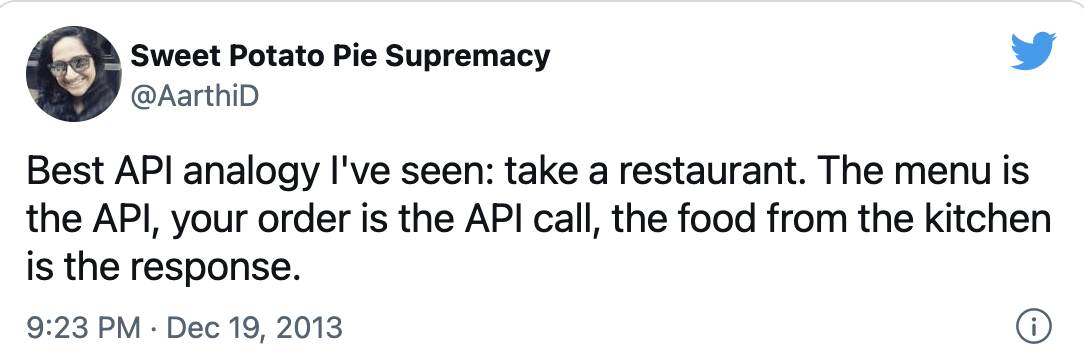 Sweet Potato Pie Supremacy
@AarthiD
Best API analogy I've seen: take a restaurant. The menu is
the API, your order is the API call, the food from the kitchen
is the response.
9:23 PM · Dec 19, 2013